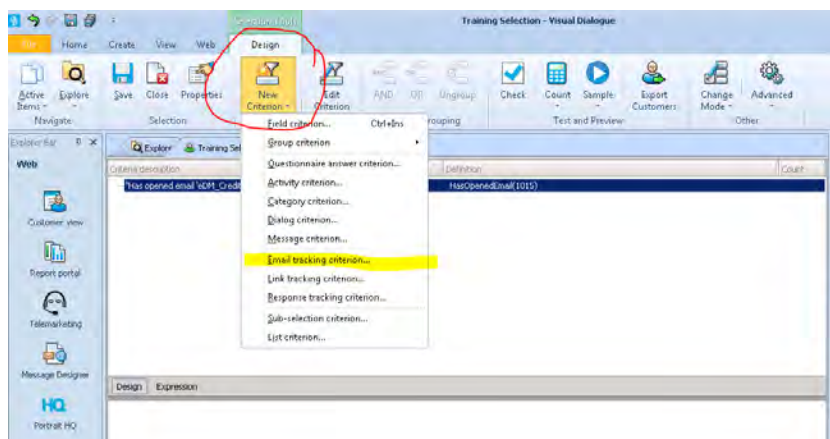 Selection Tools
Training Selection - Visual Dialogue
File Home Create View Web Design
Active Items Explore Save Close Properties New Criterion Edit Criterion AND OR Ungroup Check Count Sample Export Customers Change Mode Advanced
Navigate Selection rouping Test and Preview Other
Explorer Bar
Web
Explore Training Sel
Criteria description Definition Count
"Has opened email 'eDM_Credit HasOpenedEmail(1015)
Field criterion... Ctrl+Ins
Group criterion
Questionnaire answer criterion...
Activity criterion...
Category criterion...
Dialog criterion...
Message criterion...
Email tracking criterion...
Link tracking criterion...
Response tracking criterion...
Sub-selection criterion...
List criterion...
Customer view
Report portal
Telemarketing
Message Designer
HQ
Portrait HQ
Design Expression